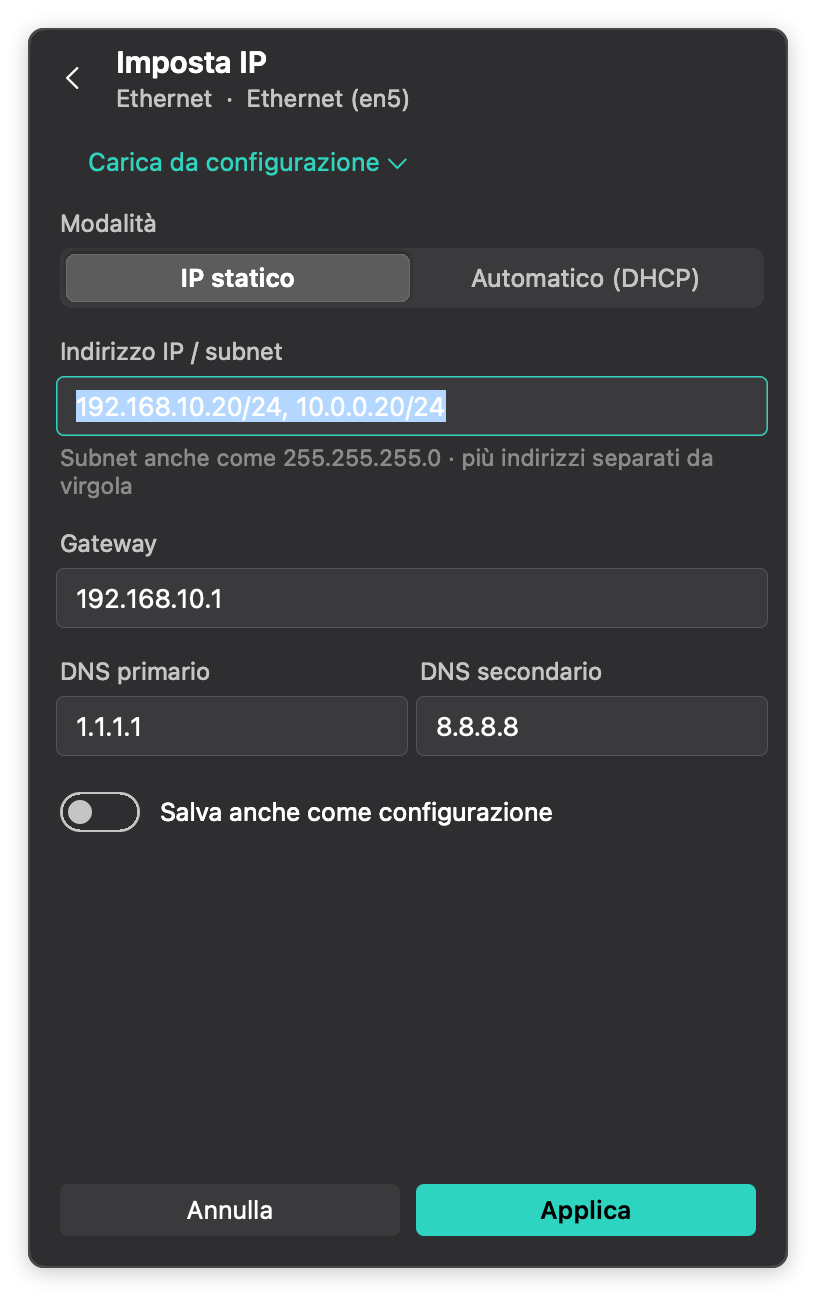 Imposta IP
Ethernet · Ethernet (en5)
Carica da configurazione
Modalità
IP statico
Automatico (DHCP)
Indirizzo IP / subnet
192.168.10.20/24, 10.0.0.20/24
Subnet anche come 255.255.255.0 · più indirizzi separati da
virgola
Gateway
192.168.10.1
DNS primario
DNS secondario
1.1.1.1
8.8.8.8
Salva anche come configurazione
Annulla
Applica